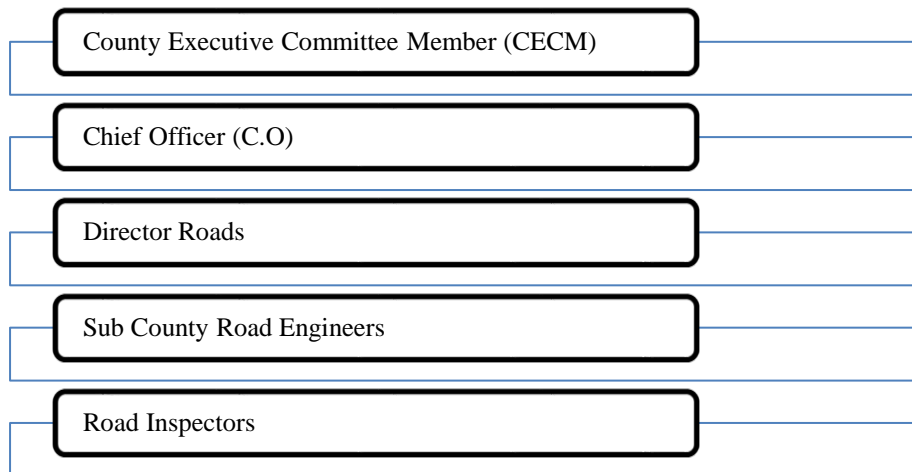 County Executive Committee Member (CECM)
Chief Officer (C.O)
Director Roads
Sub County Road Engineers
Road Inspectors